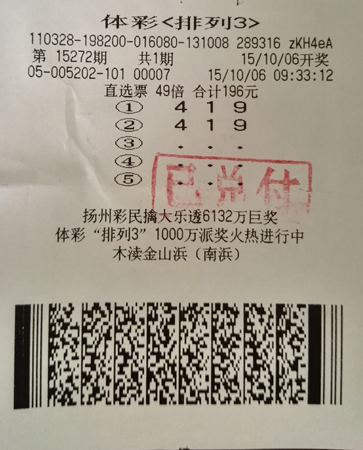 体彩<排列3>
110328-198200-016080-131008 289316 zKH4eA
第 15272期 共1期 15/10/06开奖
05-005202-101 00007 15/10/06 09:33:12
直选票 49倍 合计196元
① 4 1 9
② 4 1 9
③ . . .
④ . . .
⑤ . . .
已兑付
扬州彩民擒大乐透6132万巨奖
体彩“排列3”1000万派奖火热进行中
木渎金山浜（南浜）